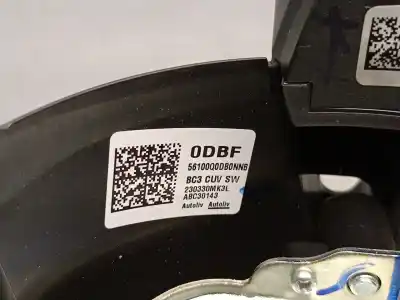 0DBF
56100Q0DB0NNB
BC3 CUV SW
230330MK3L
ABC30143
Autoliv Autoliv